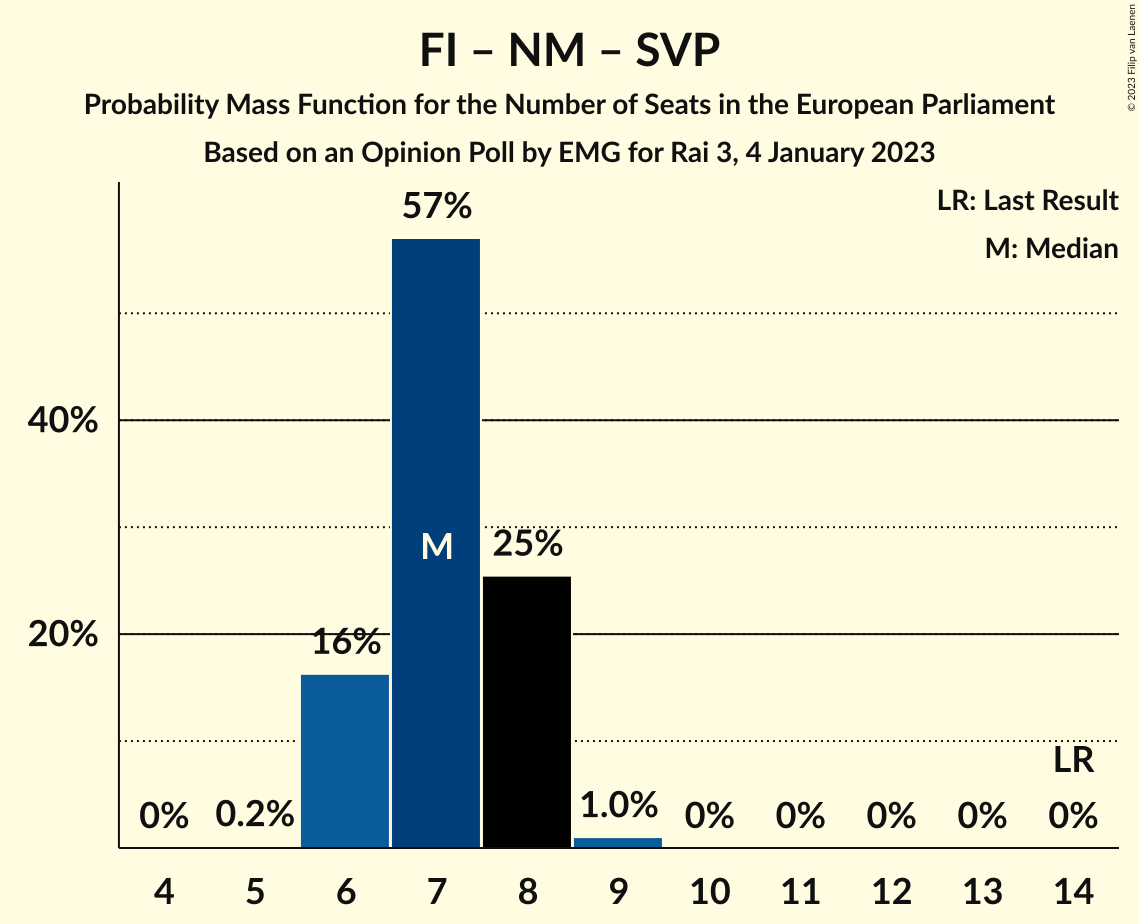 © 2023 Filip van Laenen
FI – NM – SVP
Probability Mass Function for the Number of Seats in the European Parliament
Based on an Opinion Poll by EMG for Rai 3, 4 January 2023
LR: Last Result
M: Median
40%
20%
0% 0.2% 16% 57% 25% 1.0% 0% 0% 0% 0% 0%
M
LR
4 5 6 7 8 9 10 11 12 13 14